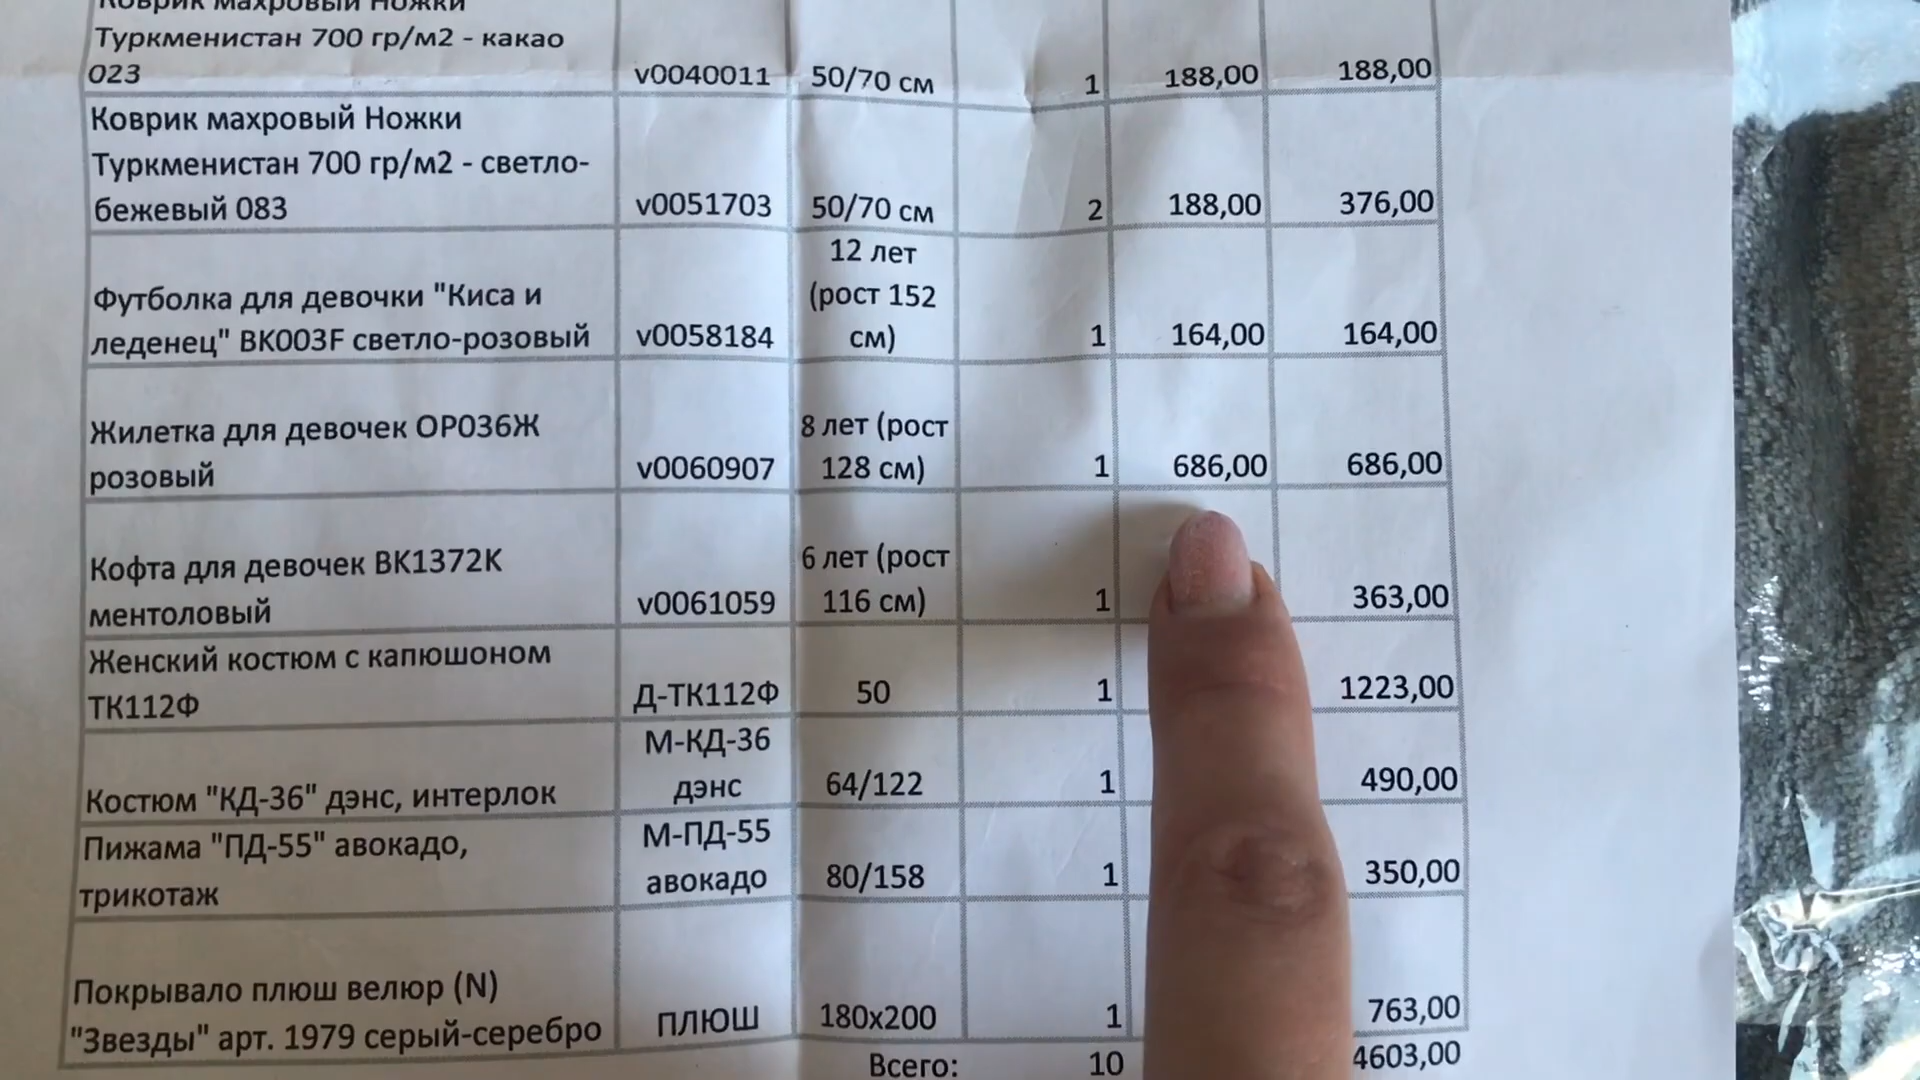 Коврик махровый Ножки
Туркменистан 700 гр/м2 - какао
023
v0040011
50/70 см
1
188,00
188,00
Коврик махровый Ножки
Туркменистан 700 гр/м2 - светло-
бежевый 083
v0051703
50/70 см
2
188,00
376,00
Футболка для девочки "Киса и
леденец" BK003F светло-розовый
v0058184
12 лет
(рост 152
см)
1
164,00
164,00
Жилетка для девочек ОР036Ж
розовый
v0060907
8 лет (рост
128 см)
1
686,00
686,00
Кофта для девочек BK1372K
ментоловый
v0061059
6 лет (рост
116 см)
1
363,00
Женский костюм с капюшоном
ТК112Ф
Д-ТК112Ф
50
1
1223,00
Костюм "КД-36" дэнс, интерлок
М-КД-36
дэнс
64/122
1
490,00
Пижама "ПД-55" авокадо,
трикотаж
М-ПД-55
авокадо
80/158
1
350,00
Покрывало плюш велюр (N)
"Звезды" арт. 1979 серый-серебро
ПЛЮШ
180х200
1
763,00
Всего:
10
4603,00